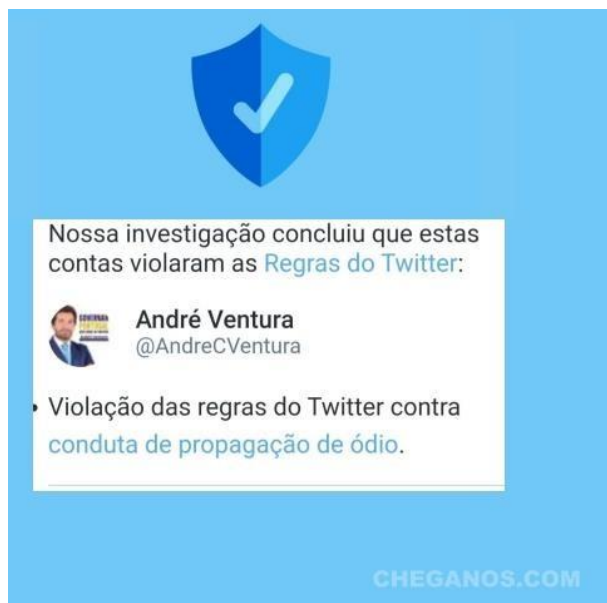 Nossa investigação concluiu que estas
contas violaram as Regras do Twitter:
André Ventura
@AndreCVentura
• Violação das regras do Twitter contra
conduta de propagação de ódio.
CHEGANOS.COM